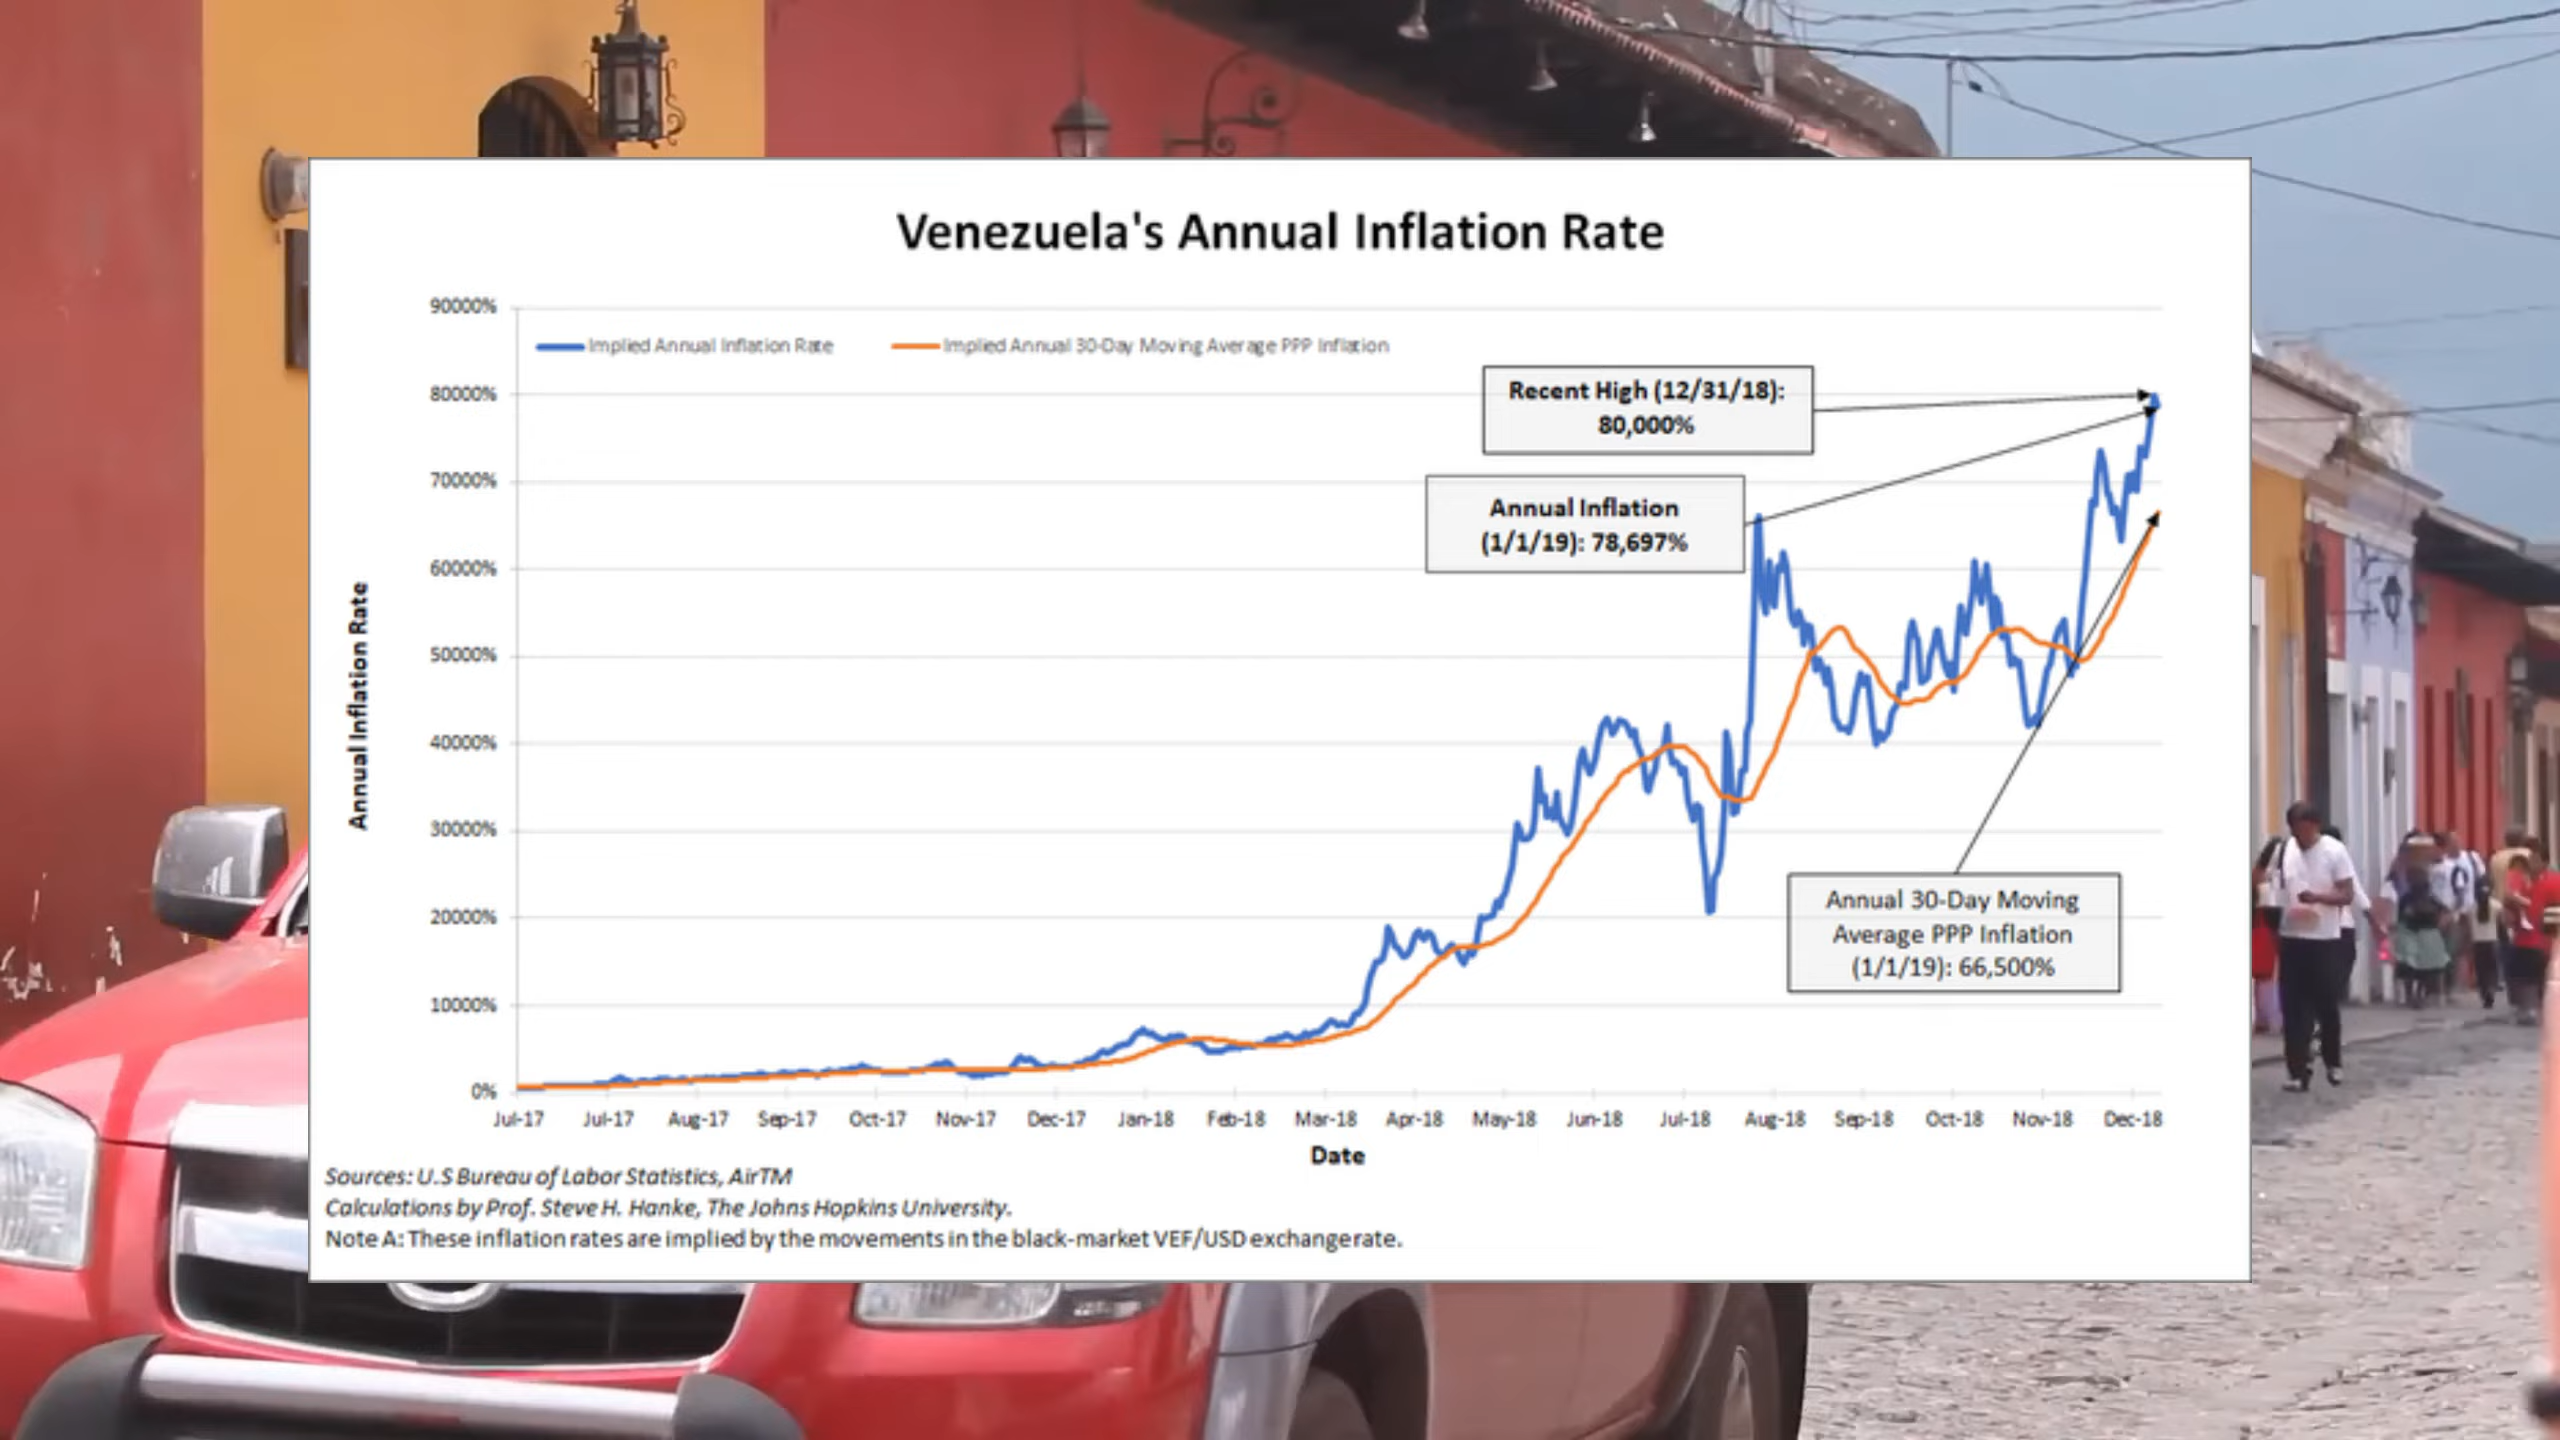 Venezuela's Annual Inflation Rate
90000%
Implied Annual Inflation Rate
Implied Annual 30-Day Moving Average PPP Inflation
Recent High (12/31/18):
80,000%
80000%
Annual Inflation
(1/1/19): 78,697%
70000%
60000%
50000%
40000%
30000%
20000%
10000%
0%
Annual Inflation Rate
Annual 30-Day Moving
Average PPP Inflation
(1/1/19): 66,500%
Jul-17 Jul-17 Aug-17 Sep-17 Oct-17 Nov-17 Dec-17 Jan-18 Feb-18 Mar-18 Apr-18 May-18 Jun-18 Jul-18 Aug-18 Sep-18 Oct-18 Nov-18 Dec-18
Date
Sources: U.S Bureau of Labor Statistics, AirTM
Calculations by Prof. Steve H. Hanke, The Johns Hopkins University.
Note A: These inflation rates are implied by the movements in the black-market VEF/USD exchange rate.